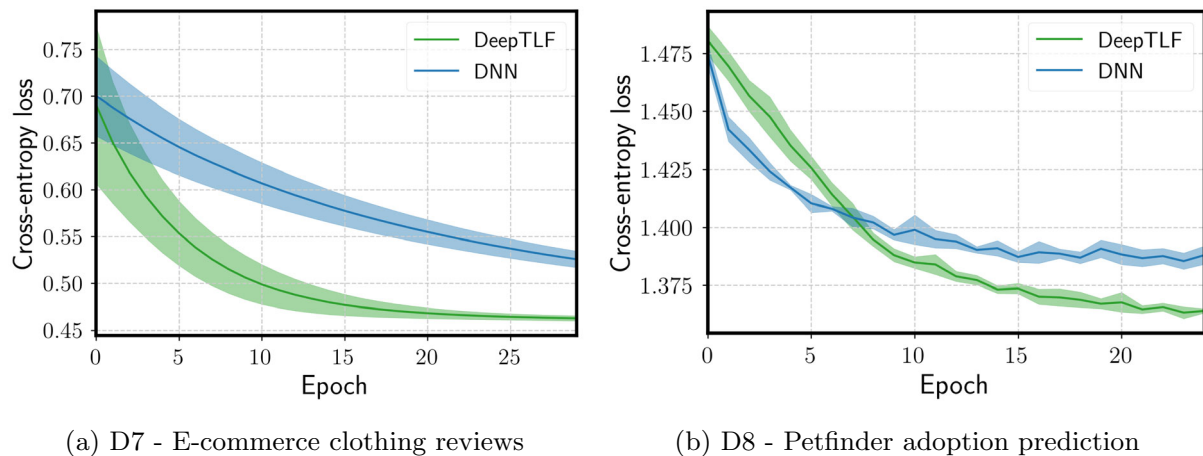 DeepTLF
DNN
Cross-entropy loss
0.75
0.70
0.65
0.60
0.55
0.50
0.45
0
5
10
15
20
25
Epoch
(a) D7 - E-commerce clothing reviews
DeepTLF
DNN
Cross-entropy loss
1.475
1.450
1.425
1.400
1.375
0
5
10
15
20
Epoch
(b) D8 - Petfinder adoption prediction